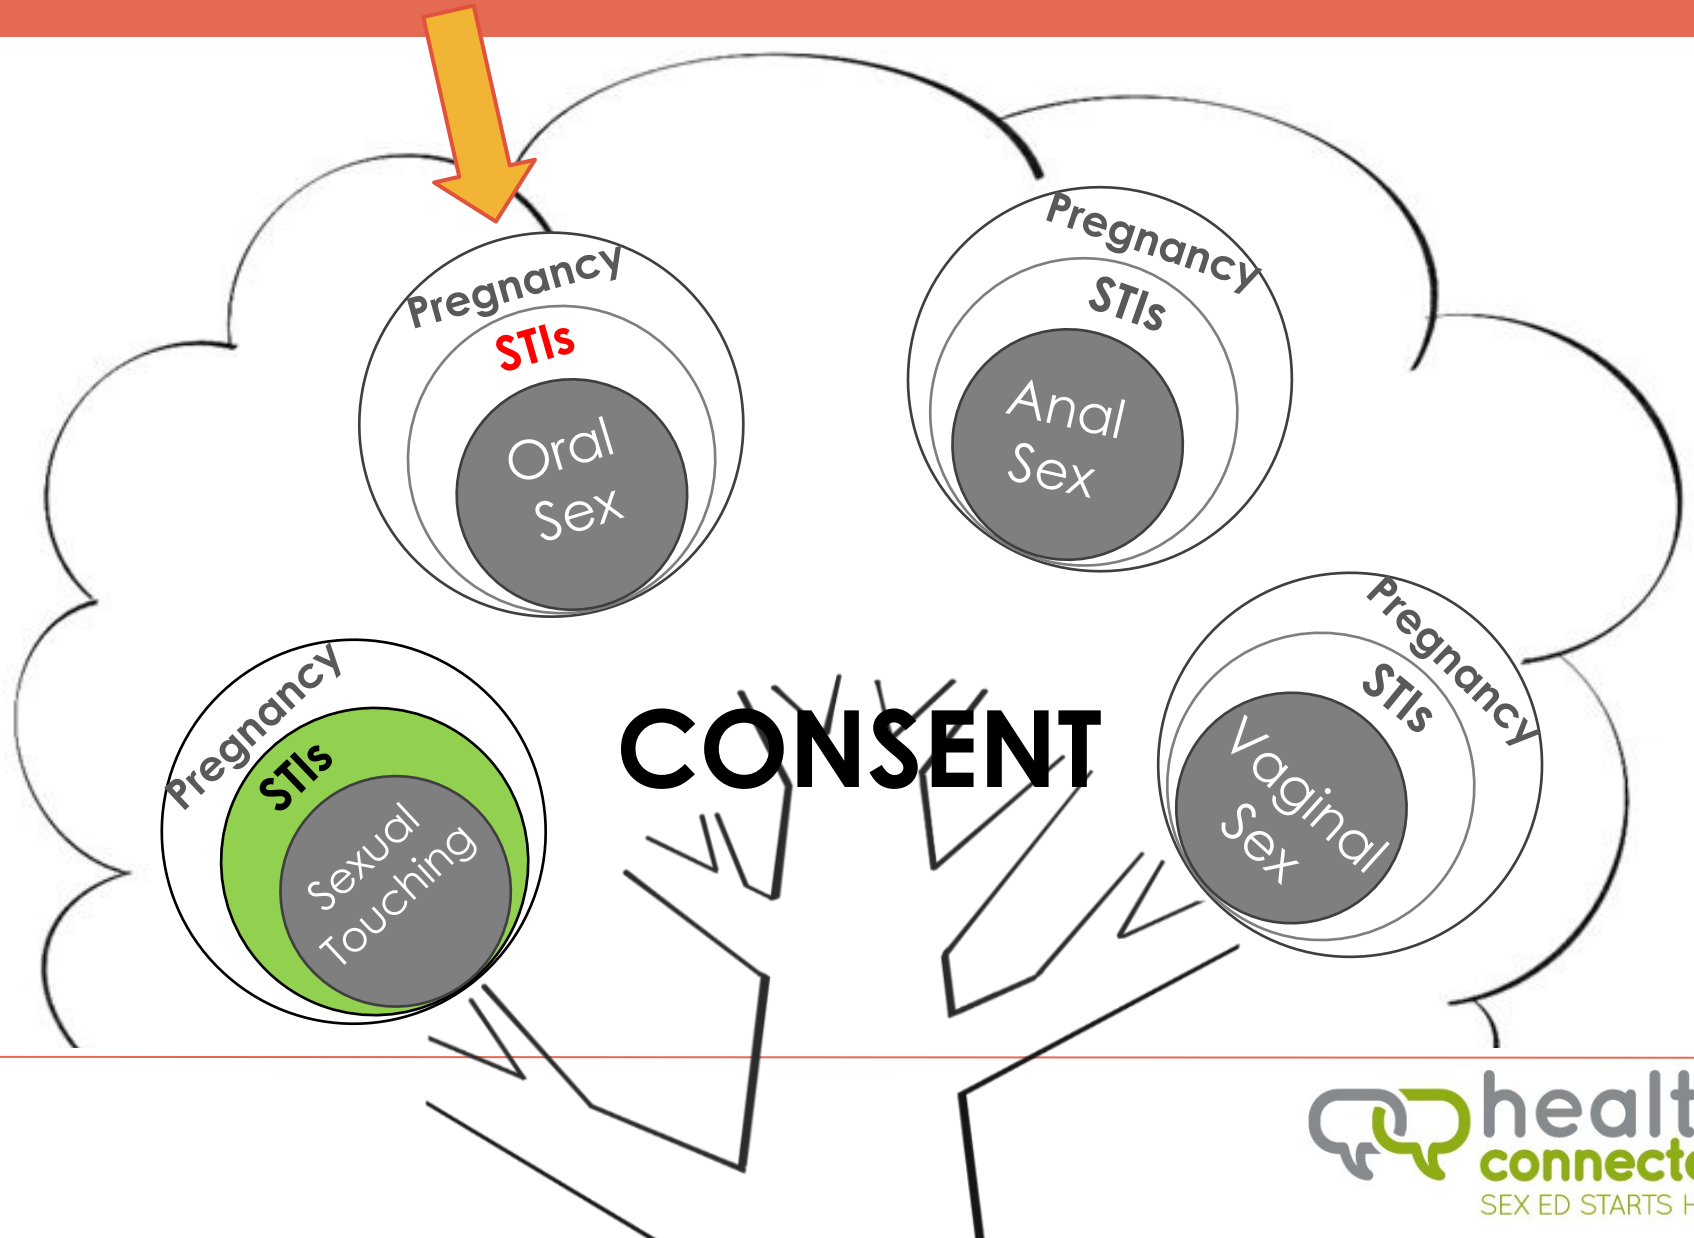 Pregnancy
STIs
Oral
Sex
Pregnancy
STIs
Anal
Sex
Pregnancy
STIs
Sexual
Touching
CONSENT
Pregnancy
STIs
Vaginal
Sex
healt
connecte
SEX ED STARTS H